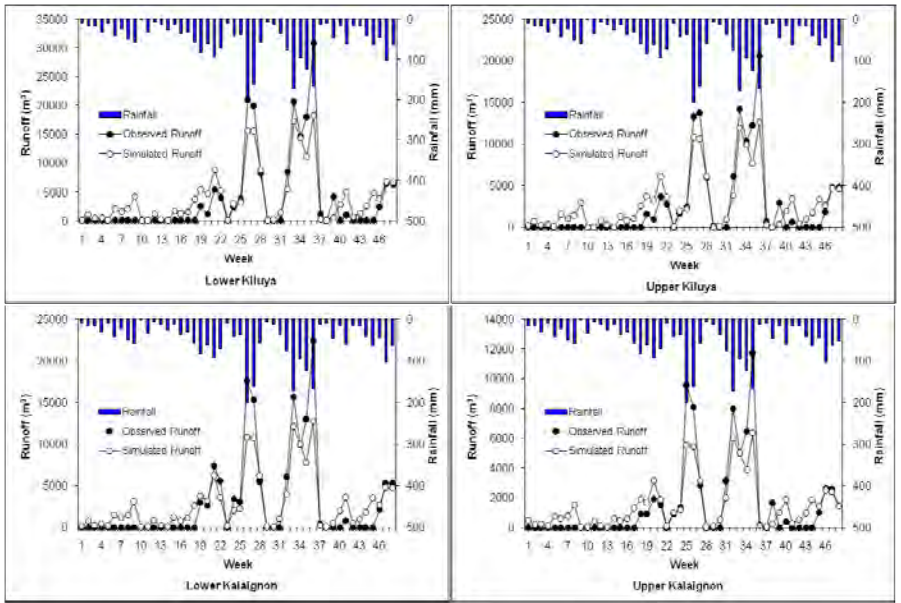 35000
30000
25000
20000
15000
10000
5000
0
Runoff (m³)
0
100
200
300
400
500
Rainfall (mm)
Rainfall
Observed Runoff
Simulated Runoff
1 4 7 10 13 16 19 22 25 28 31 34 37 40 43 46
Week
Lower Kiluya
25000
20000
15000
10000
5000
0
Runoff (m³)
0
100
200
300
400
500
Rainfall (mm)
Rainfall
Observed Runoff
Simulated Runoff
1 4 7 10 13 16 19 22 25 28 31 34 37 40 43 46
Week
Upper Kiluya
25000
20000
15000
10000
5000
0
Runoff (m³)
0
100
200
300
400
500
Rainfall (mm)
Rainfall
Observed Runoff
Simulated Runoff
1 4 7 10 13 16 19 22 25 28 31 34 37 40 43 46
Week
Lower Kalaignon
14000
12000
10000
8000
6000
4000
2000
0
Runoff (m³)
0
100
200
300
400
500
Rainfall (mm)
Rainfall
Observed Runoff
Simulated Runoff
1 4 7 10 13 16 19 22 25 28 31 34 37 40 43 46
Week
Upper Kalaignon